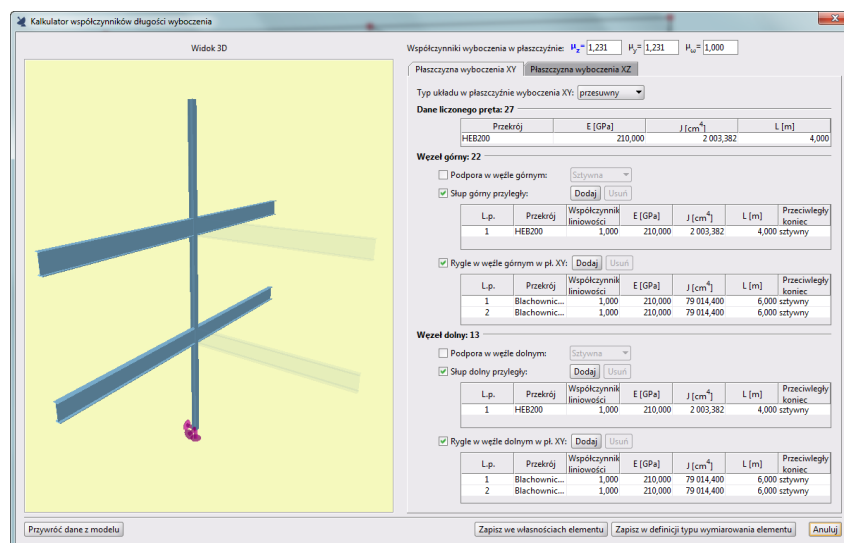 Kalkulator współczynników długości wyboczenia
Widok 3D
Współczynniki wyboczenia w płaszczyźnie: μz= 1,231 μy= 1,231 μω= 1,000
Płaszczyzna wyboczenia XY Płaszczyzna wyboczenia XZ
Typ układu w płaszczyźnie wyboczenia XY: przesuwny
Dane liczonego pręta: 27
Przekrój E [GPa] J [cm⁴] L [m]
HEB200 210,000 2 003,382 4,000
Węzeł górny: 22
Podpora w węźle górnym: Sztywna
Słup górny przyległy: Dodaj Usuń
L.p. Przekrój Współczynnik liniowości E [GPa] J [cm⁴] L [m] Przeciwległy koniec
1 HEB200 1,000 210,000 2 003,382 4,000 sztywny
Rygle w węźle górnym w pł. XY: Dodaj Usuń
L.p. Przekrój Współczynnik liniowości E [GPa] J [cm⁴] L [m] Przeciwległy koniec
1 Blachownic... 1,000 210,000 79 014,400 6,000 sztywny
2 Blachownic... 1,000 210,000 79 014,400 6,000 sztywny
Węzeł dolny: 13
Podpora w węźle dolnym: Sztywna
Słup dolny przyległy: Dodaj Usuń
L.p. Przekrój Współczynnik liniowości E [GPa] J [cm⁴] L [m] Przeciwległy koniec
1 HEB200 1,000 210,000 2 003,382 4,000 sztywny
Rygle w węźle dolnym w pł. XY: Dodaj Usuń
L.p. Przekrój Współczynnik liniowości E [GPa] J [cm⁴] L [m] Przeciwległy koniec
1 Blachownic... 1,000 210,000 79 014,400 6,000 sztywny
2 Blachownic... 1,000 210,000 79 014,400 6,000 sztywny
Przywróć dane z modelu Zapisz we własnościach elementu Zapisz w definicji typu wymiarowania elementu Anuluj